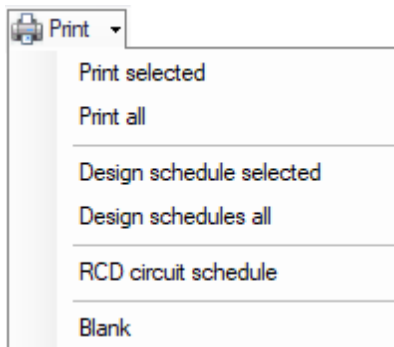 Print
Print selected
Print all
Design schedule selected
Design schedules all
RCD circuit schedule
Blank